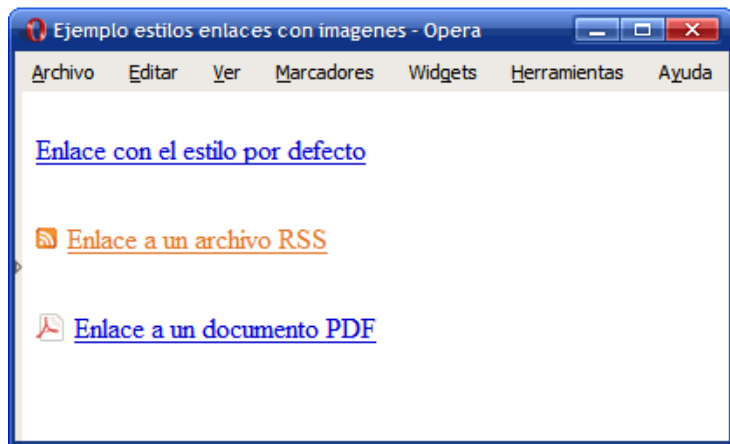 Ejemplo estilos enlaces con imagenes - Opera
Archivo Editar Ver Marcadores Widgets Herramientas Ayuda
Enlace con el estilo por defecto
Enlace a un archivo RSS
Enlace a un documento PDF